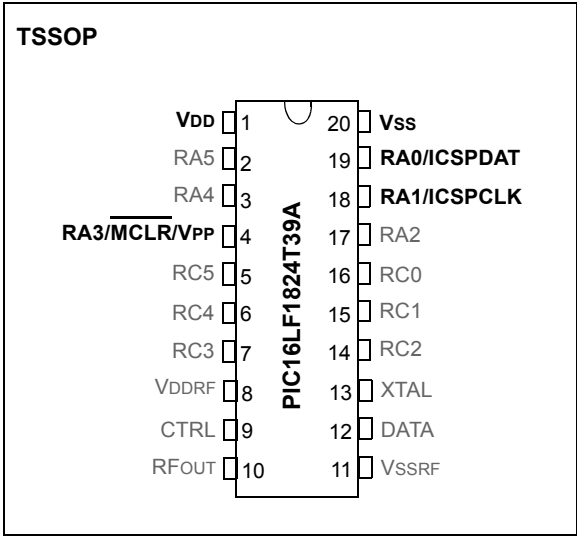 TSSOP
VDD 1 20 VSS
RA5 2 19 RA0/ICSPDAT
RA4 3 18 RA1/ICSPCLK
RA3/MCLR/VPP 4 17 RA2
RC5 5 16 RC0
RC4 6 15 RC1
RC3 7 14 RC2
VDDRF 8 13 XTAL
CTRL 9 12 DATA
RFOUT 10 11 VSSRF
PIC16LF1824T39A